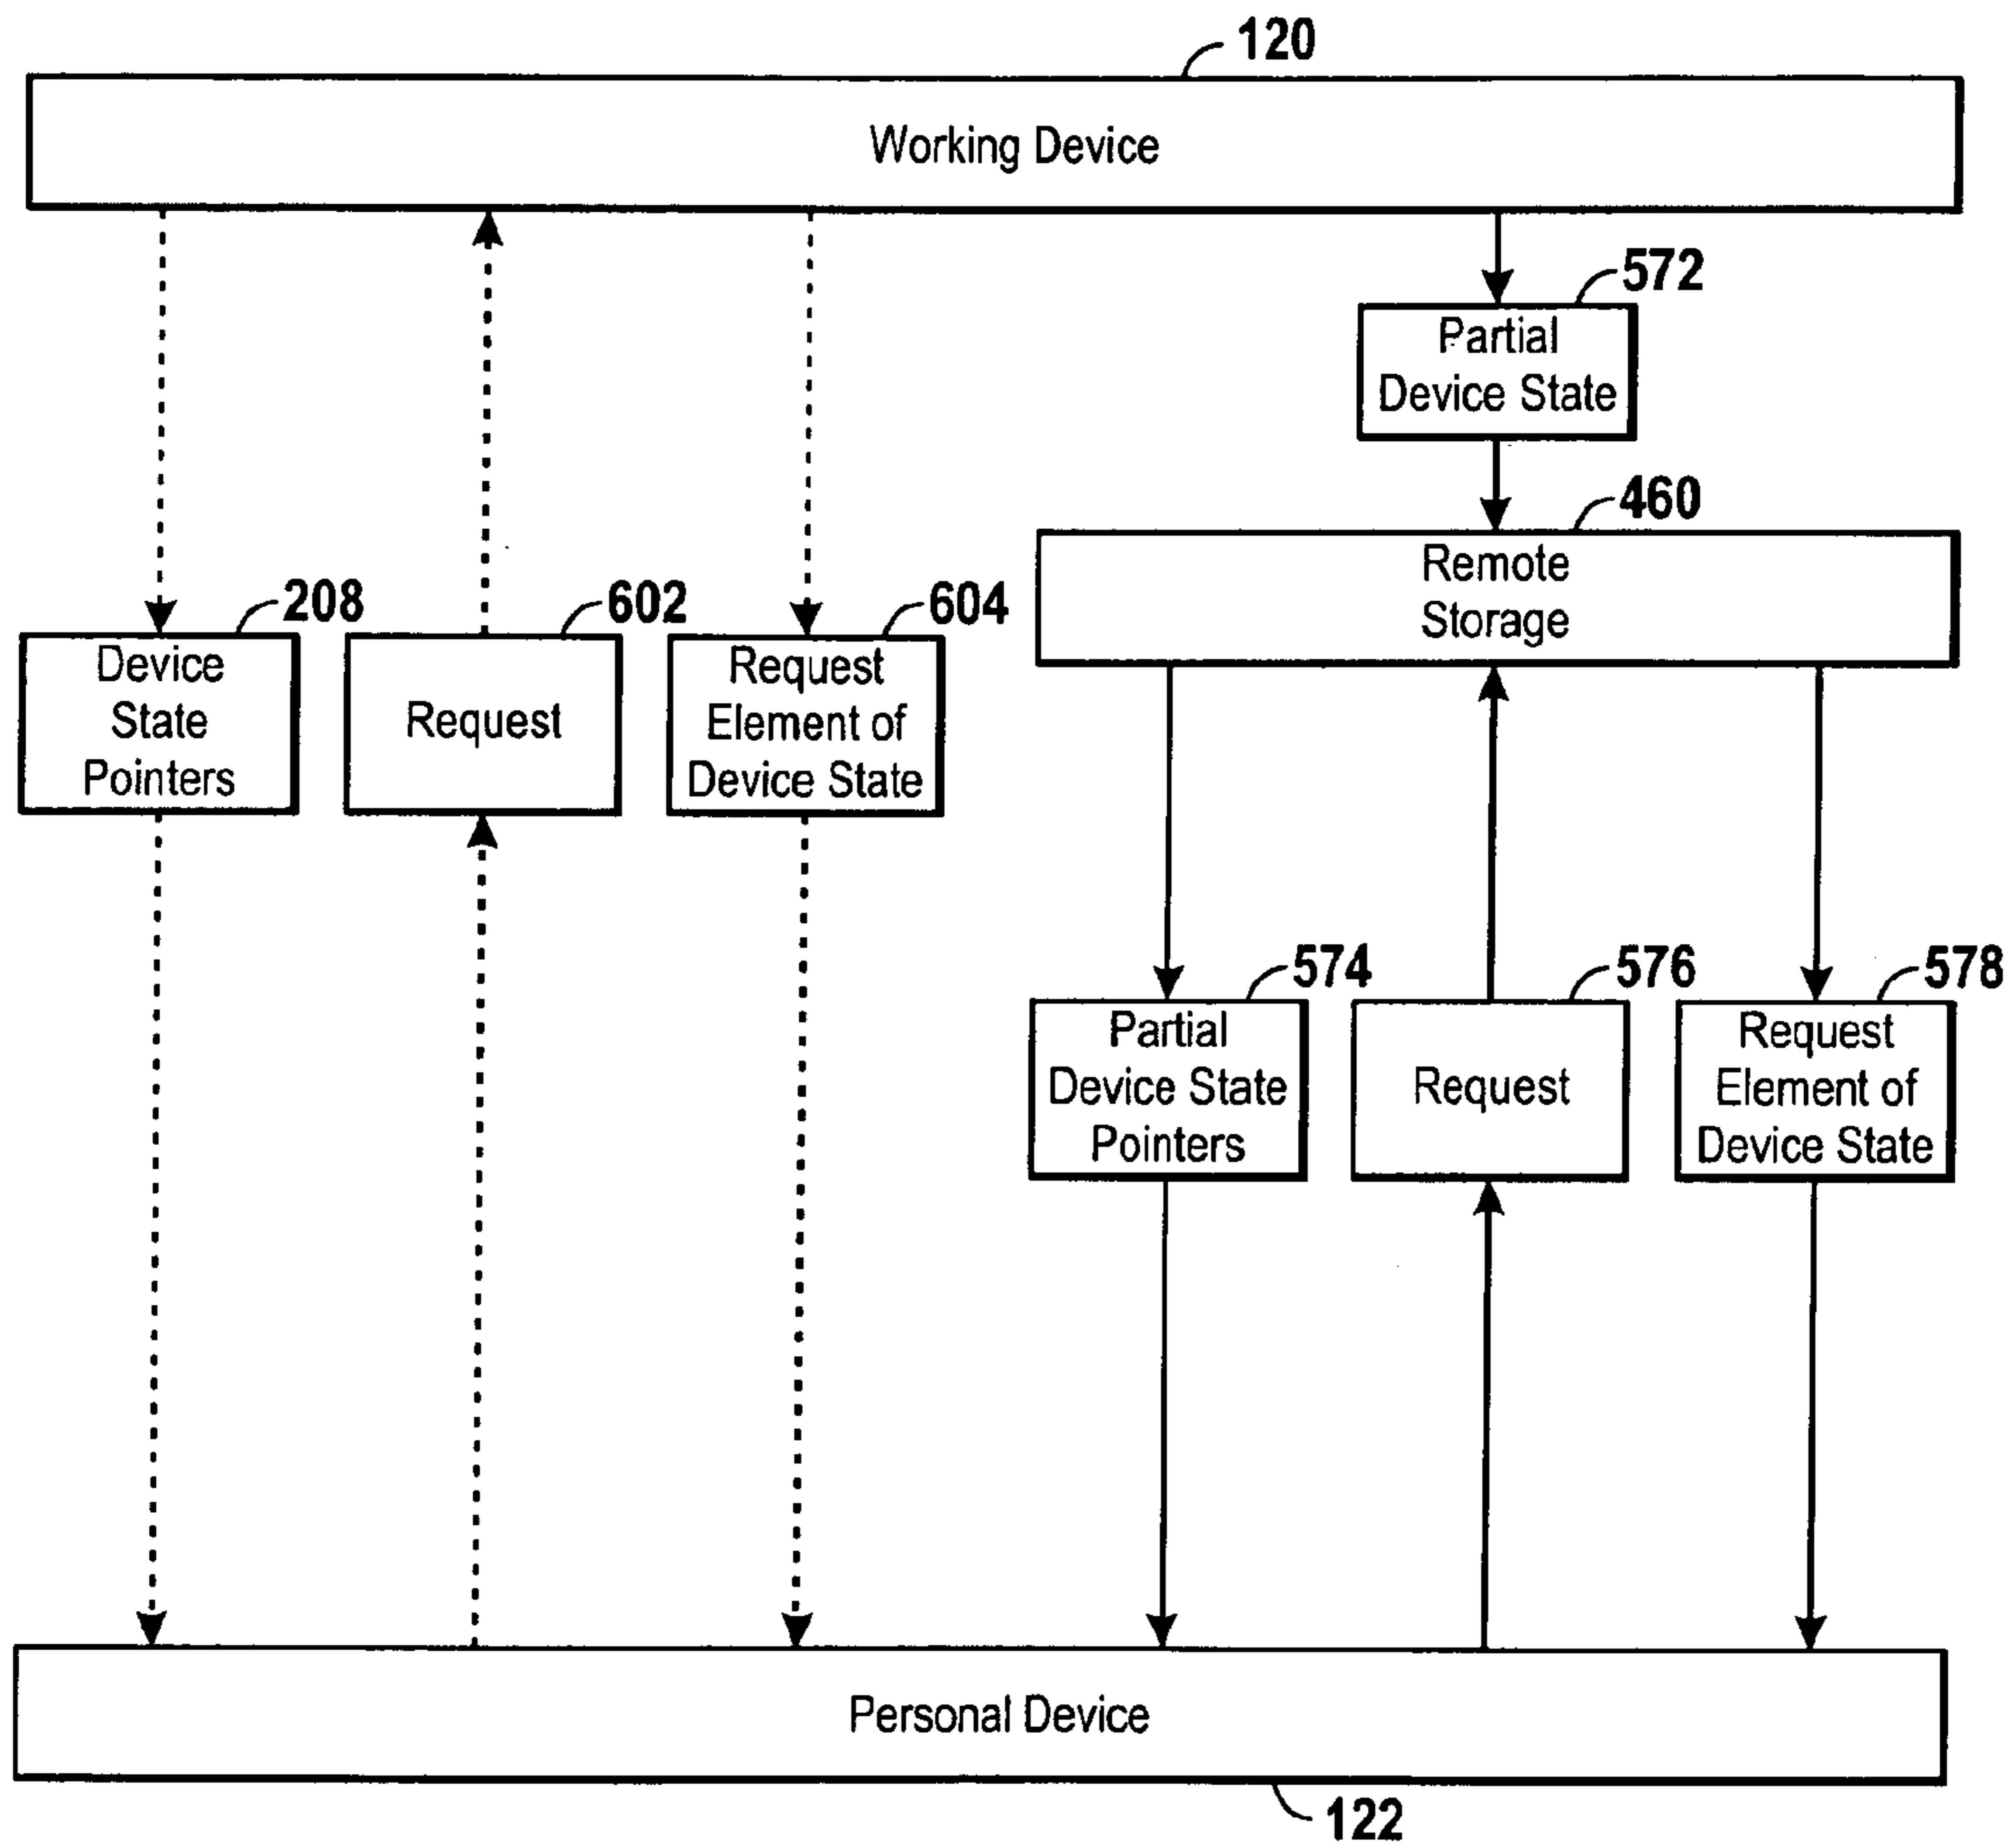 120
Working Device
572
Partial
Device State
460
Remote
Storage
208
Device
State
Pointers
602
Request
604
Request
Element of
Device State
574
Partial
Device State
Pointers
576
Request
578
Request
Element of
Device State
Personal Device
122